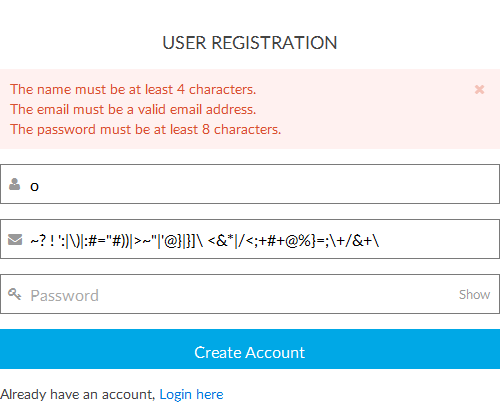 USER REGISTRATION
The name must be at least 4 characters.
The email must be a valid email address.
The password must be at least 8 characters.
o
~? ! ':|\)|:#="#))|>~"|'@}|}]\ <&*|/<;+#+@%}=;\+/&+\
Password Show
Create Account
Already have an account, Login here